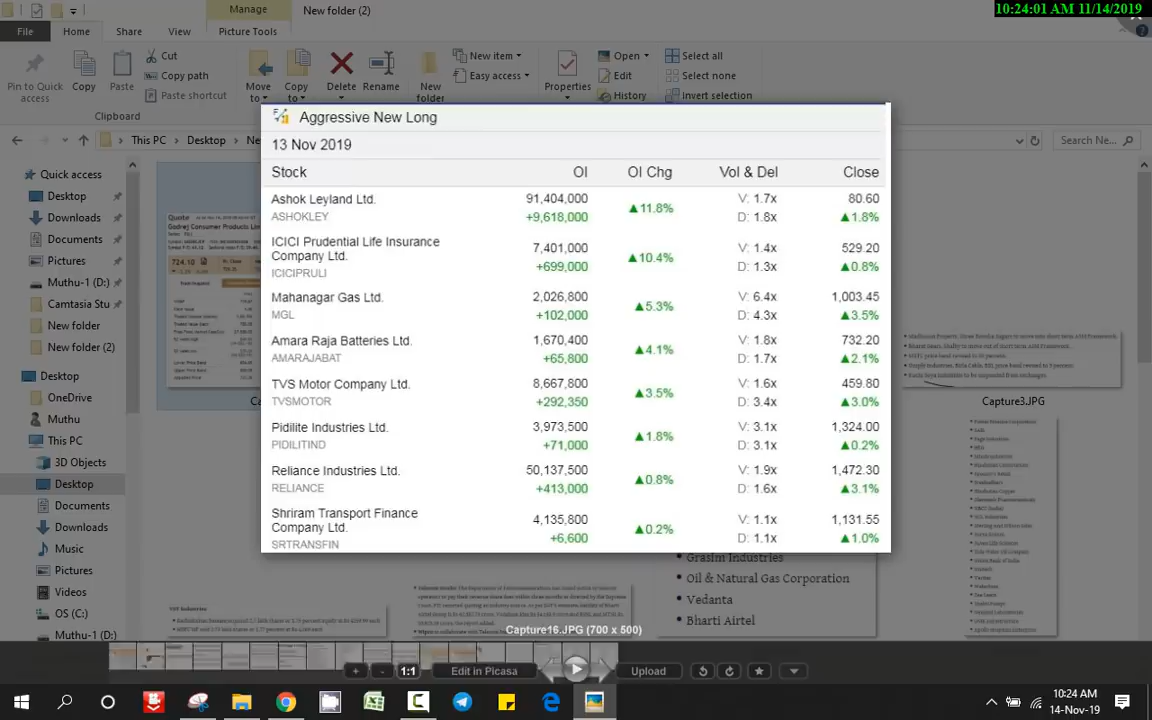 10:24:01 AM 11/14/2019
Manage
New folder (2)
File
Home
Share
View
Picture Tools
Pin to Quick access
Copy
Paste
Cut
Copy path
Paste shortcut
Move to
Copy to
Delete
Rename
New folder
New item
Easy access
Properties
Open
Edit
History
Select all
Select none
Invert selection
Clipboard
This PC
Desktop
Search Ne...
Quick access
Desktop
Downloads
Documents
Pictures
Muthu-1 (D:)
Camtasia Stu
New folder
New folder (2)
Desktop
OneDrive
Muthu
This PC
3D Objects
Desktop
Documents
Downloads
Music
Pictures
Videos
OS (C:)
Muthu-1 (D:)
Aggressive New Long
13 Nov 2019
Stock OI OI Chg Vol & Del Close
Ashok Leyland Ltd. 91,404,000 ▲11.8% V: 1.7x 80.60
ASHOKLEY +9,618,000 D: 1.8x ▲1.8%
ICICI Prudential Life Insurance Company Ltd. 7,401,000 ▲10.4% V: 1.4x 529.20
ICICIPRULI +699,000 D: 1.3x ▲0.8%
Mahanagar Gas Ltd. 2,026,800 ▲5.3% V: 6.4x 1,003.45
MGL +102,000 D: 4.3x ▲3.5%
Amara Raja Batteries Ltd. 1,670,400 ▲4.1% V: 1.8x 732.20
AMARAJABAT +65,800 D: 1.7x ▲2.1%
TVS Motor Company Ltd. 8,667,800 ▲3.5% V: 1.6x 459.80
TVSMOTOR +292,350 D: 3.4x ▲3.0%
Pidilite Industries Ltd. 3,973,500 ▲1.8% V: 3.1x 1,324.00
PIDILITIND +71,000 D: 3.1x ▲0.2%
Reliance Industries Ltd. 50,137,500 ▲0.8% V: 1.9x 1,472.30
RELIANCE +413,000 D: 1.6x ▲3.1%
Shriram Transport Finance Company Ltd. 4,135,800 ▲0.2% V: 1.1x 1,131.55
SRTRANSFIN +6,600 D: 1.1x ▲1.0%
Capture3.JPG
Grasim Industries
Oil & Natural Gas Corporation
Vedanta
Bharti Airtel
Capture16.JPG (700 x 500)
1:1
Edit in Picasa
Upload
10:24 AM
14-Nov-19